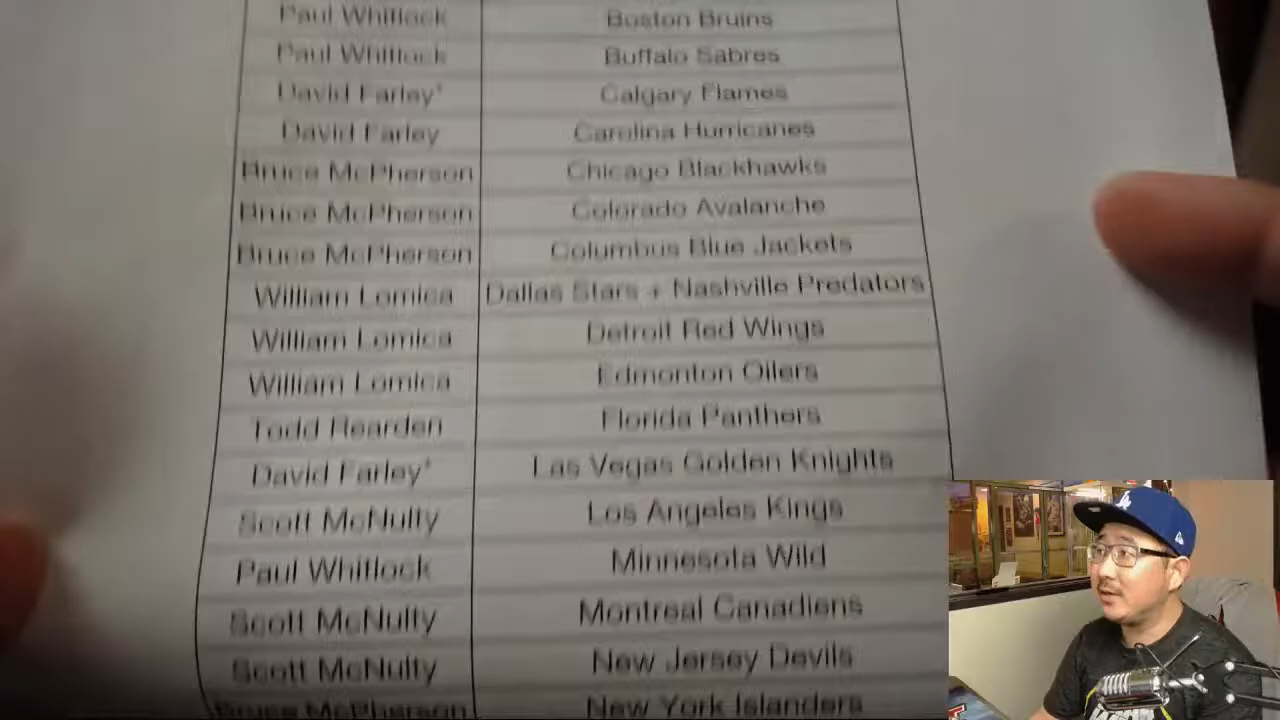 Paul Whitlock Boston Bruins
Paul Whitlock Buffalo Sabres
David Farley* Calgary Flames
David Farley Carolina Hurricanes
Bruce McPherson Chicago Blackhawks
Bruce McPherson Colorado Avalanche
Bruce McPherson Columbus Blue Jackets
William Lomica Dallas Stars + Nashville Predators
William Lomica Detroit Red Wings
William Lomica Edmonton Oilers
Todd Rearden Florida Panthers
David Farley* Las Vegas Golden Knights
Scott McNulty Los Angeles Kings
Paul Whitlock Minnesota Wild
Scott McNulty Montreal Canadiens
Scott McNulty New Jersey Devils
Bruce McPherson New York Islanders
LA